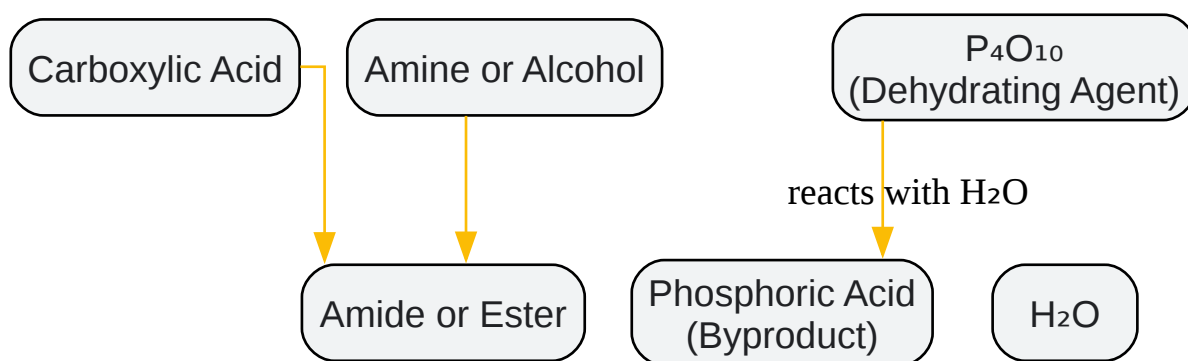 Carboxylic Acid
Amine or Alcohol
P₄O₁₀
(Dehydrating Agent)
reacts with H₂O
Amide or Ester
Phosphoric Acid
(Byproduct)
H₂O